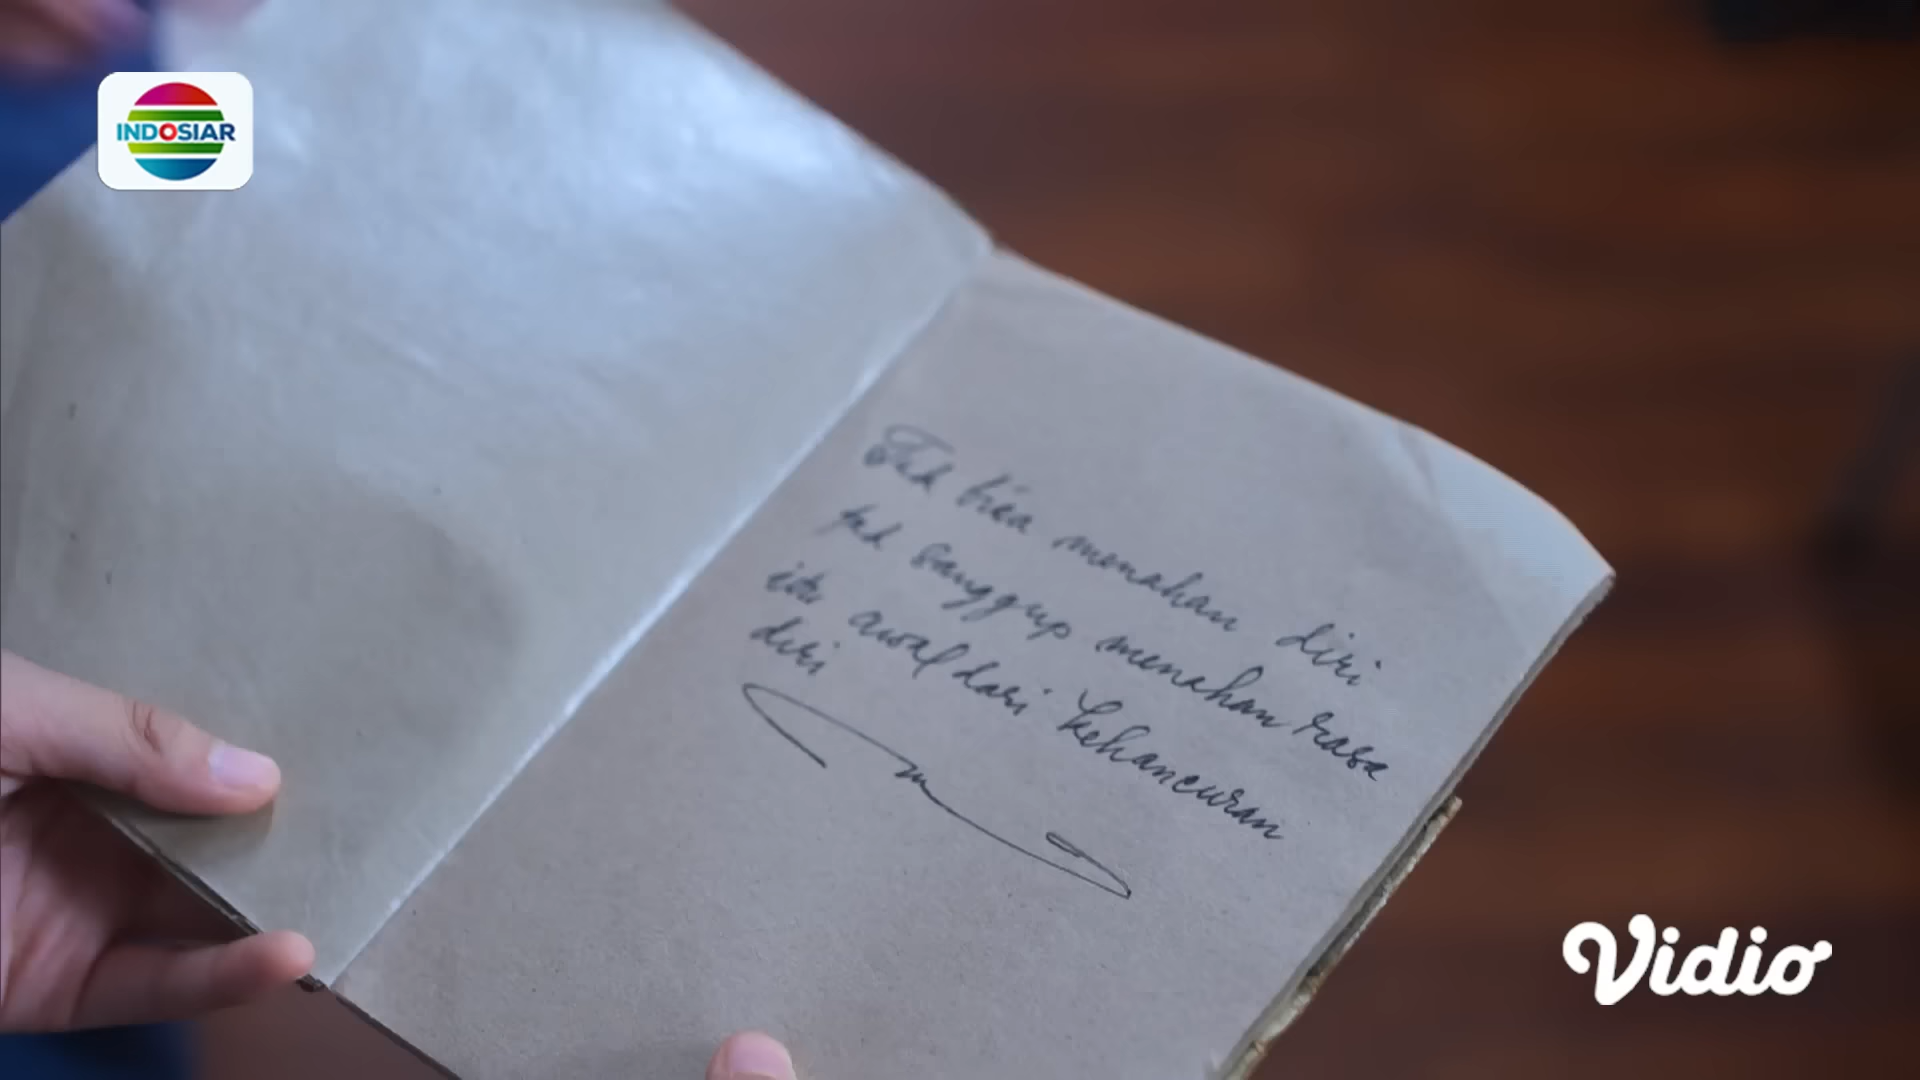 INDOSIAR
Tak bisa menahan diri
tak sanggup menahan rasa
itu awal dari kehancuran
diri
Vidio